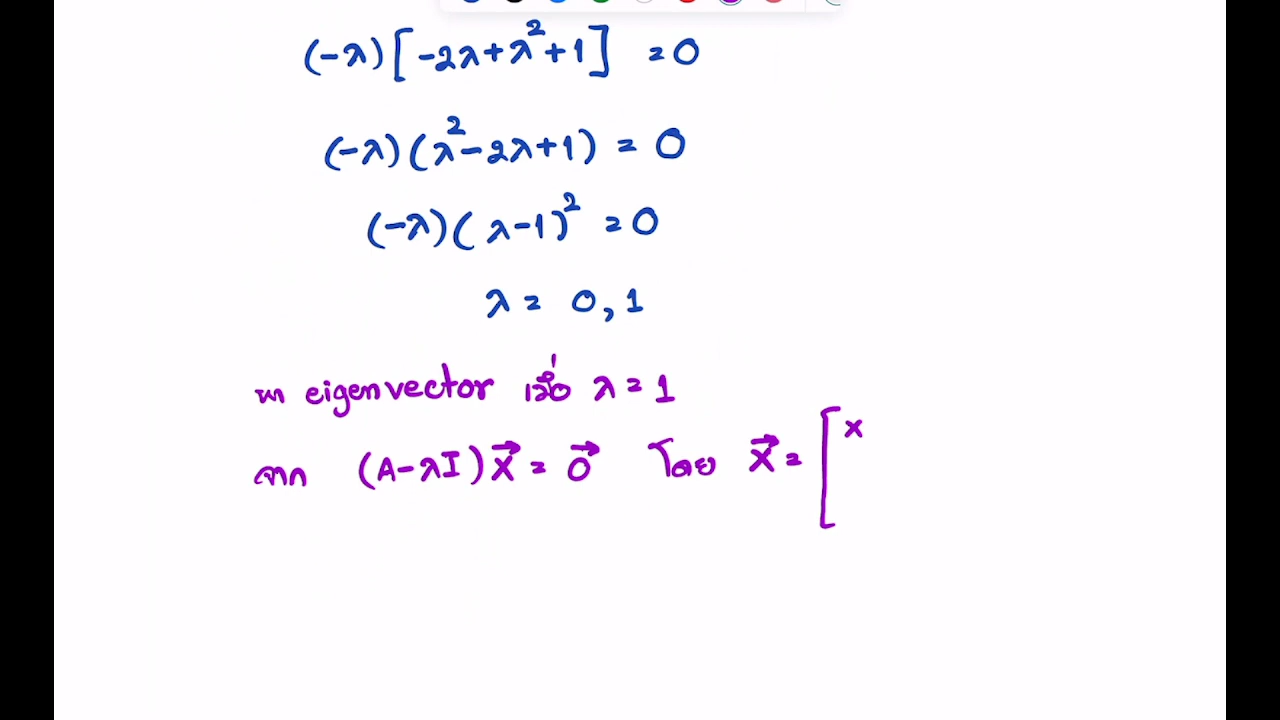 (-λ)[-2λ+λ²+1] = 0
(-λ)(λ²-2λ+1) = 0
(-λ)(λ-1)² = 0
λ = 0, 1
หา eigenvector เมื่อ λ = 1
จาก (A-λI)x⃗ = 0⃗ โดย x⃗ = [x